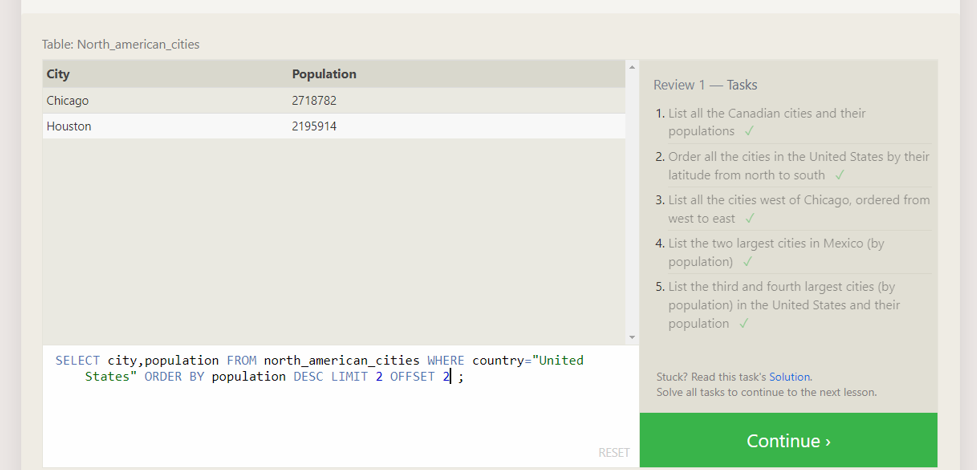 Table: North_american_cities
City Population
Chicago 2718782
Houston 2195914
Review 1 — Tasks
1. List all the Canadian cities and their
populations ✓
2. Order all the cities in the United States by their
latitude from north to south ✓
3. List all the cities west of Chicago, ordered from
west to east ✓
4. List the two largest cities in Mexico (by
population) ✓
5. List the third and fourth largest cities (by
population) in the United States and their
population ✓
SELECT city,population FROM north_american_cities WHERE country="United
States" ORDER BY population DESC LIMIT 2 OFFSET 2 ;
RESET
Stuck? Read this task's Solution.
Solve all tasks to continue to the next lesson.
Continue ›